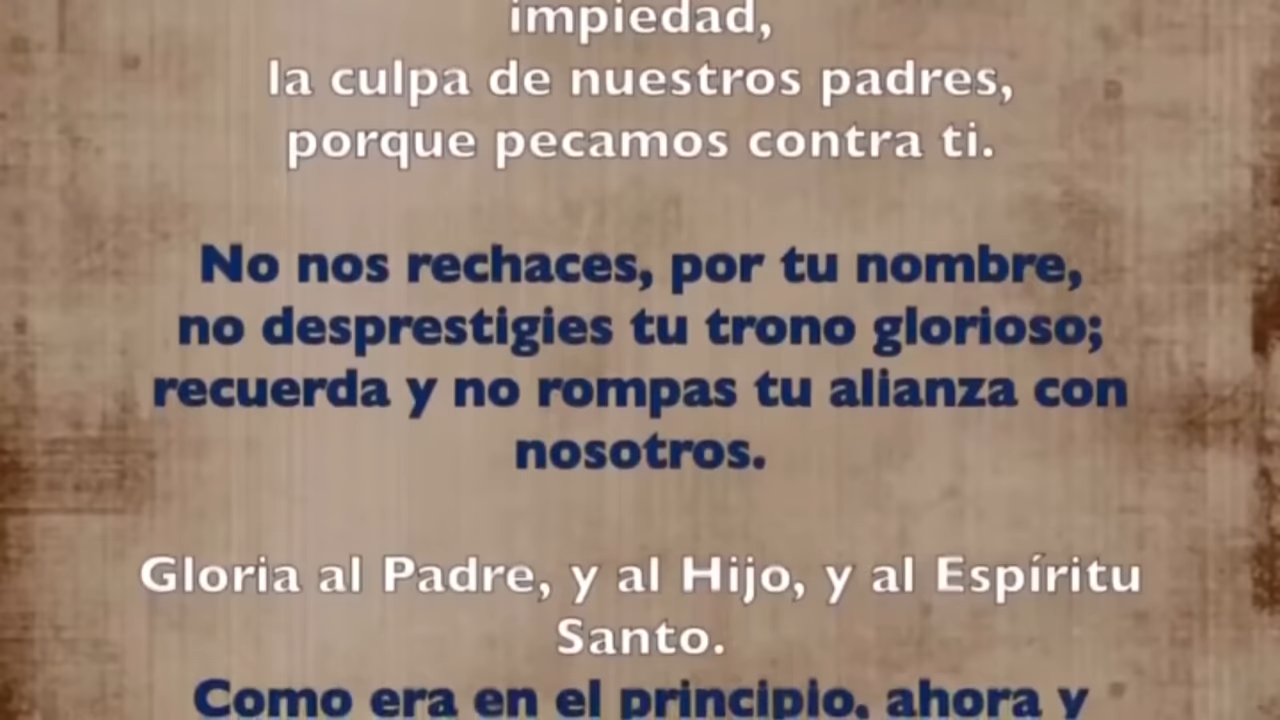 impiedad,
la culpa de nuestros padres,
porque pecamos contra ti.
No nos rechaces, por tu nombre,
no desprestigies tu trono glorioso;
recuerda y no rompas tu alianza con
nosotros.
Gloria al Padre, y al Hijo, y al Espíritu
Santo.
Como era en el principio, ahora y